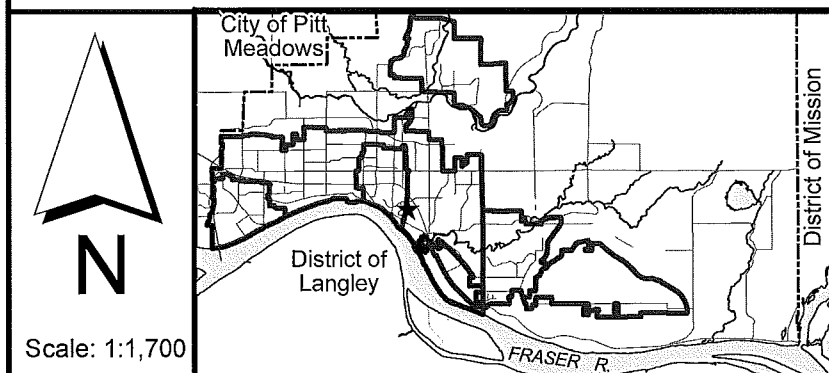 N
Scale: 1:1,700
City of Pitt
Meadows
District of
Langley
FRASER R.
District of Mission